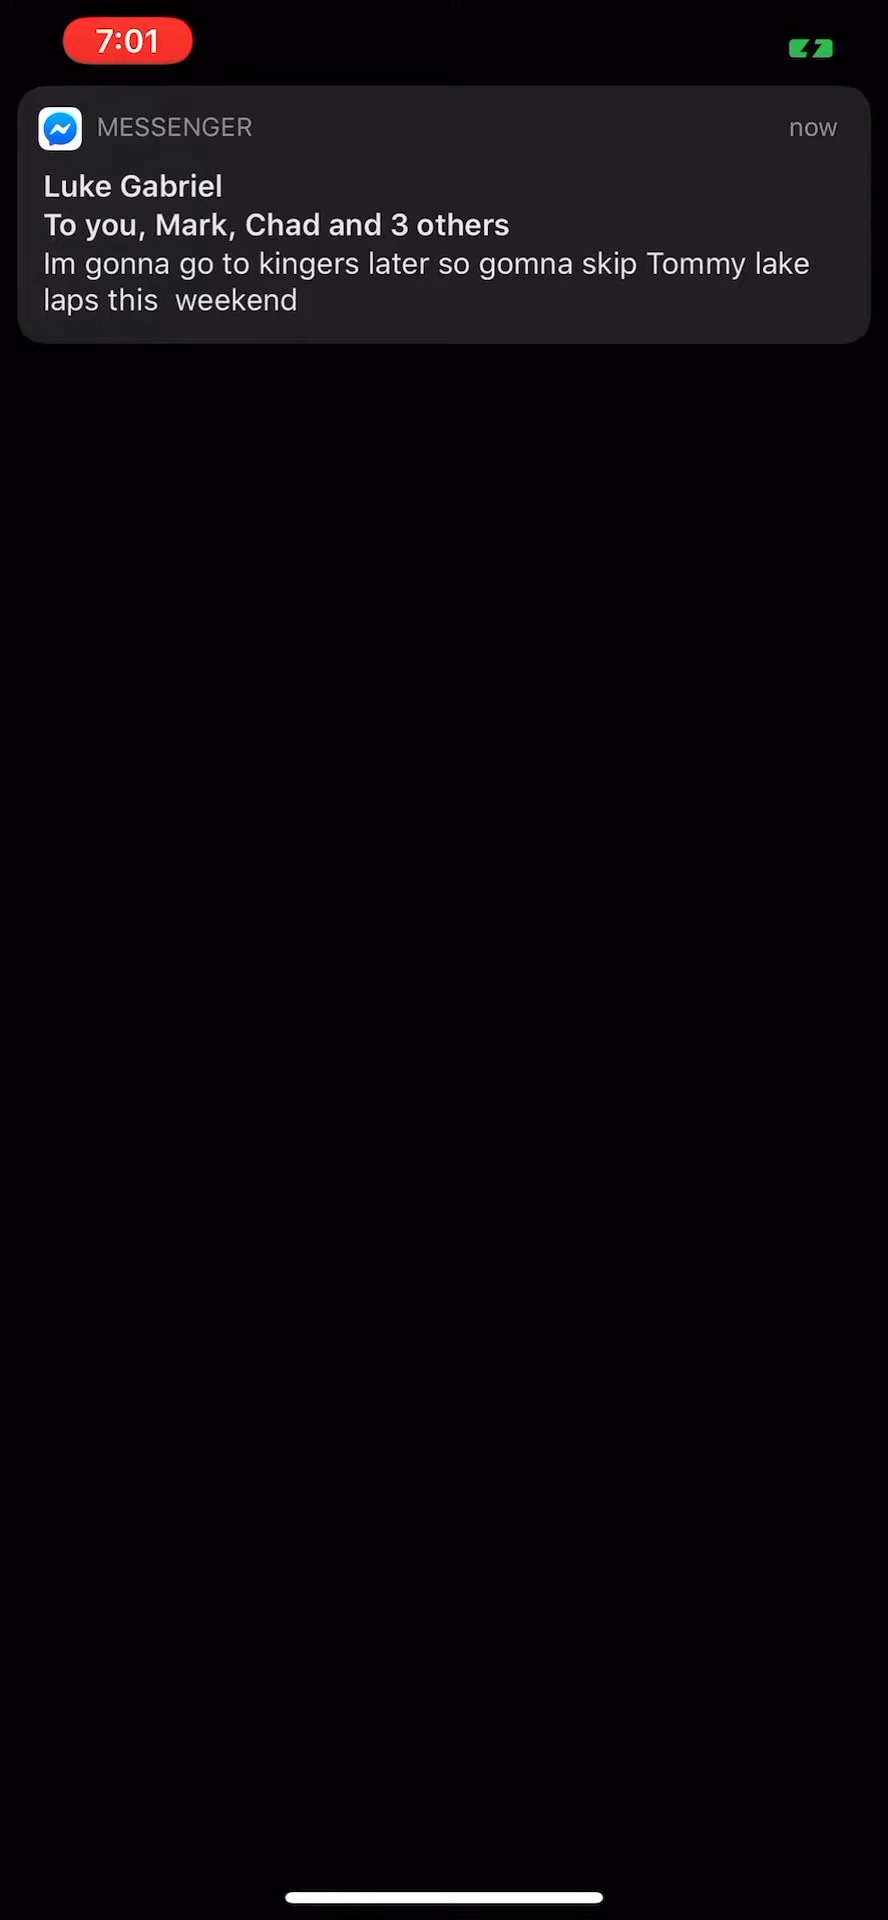 7:01
MESSENGER now
Luke Gabriel
To you, Mark, Chad and 3 others
Im gonna go to kingers later so gomna skip Tommy lake
laps this  weekend